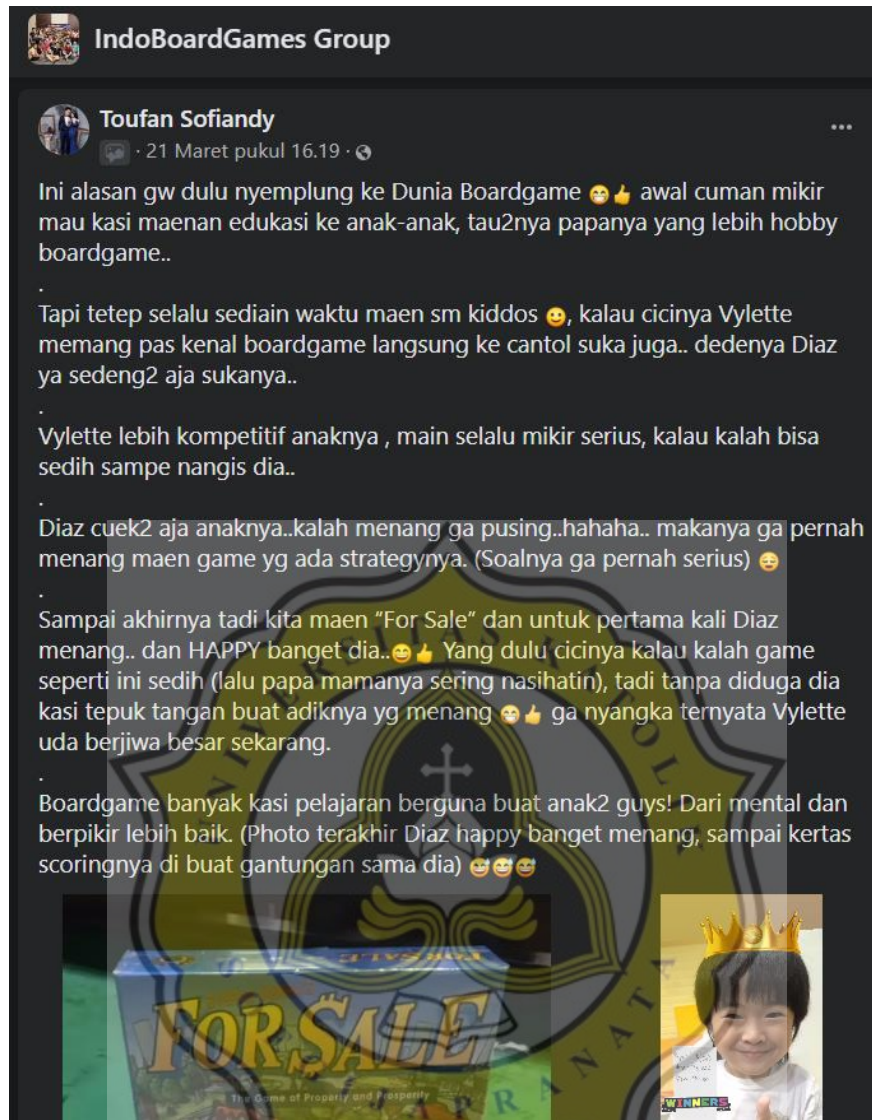 IndoBoardGames Group
Toufan Sofiandy
· 21 Maret pukul 16.19 ·
Ini alasan gw dulu nyemplung ke Dunia Boardgame 😁👍 awal cuman mikir
mau kasi maenan edukasi ke anak-anak, tau2nya papanya yang lebih hobby
boardgame..
.
Tapi tetep selalu sediain waktu maen sm kiddos 🙂, kalau cicinya Vylette
memang pas kenal boardgame langsung ke cantol suka juga.. dedenya Diaz
ya sedeng2 aja sukanya..
.
Vylette lebih kompetitif anaknya , main selalu mikir serius, kalau kalah bisa
sedih sampe nangis dia..
.
Diaz cuek2 aja anaknya..kalah menang ga pusing..hahaha.. makanya ga pernah
menang maen game yg ada strategynya. (Soalnya ga pernah serius) 😌
.
Sampai akhirnya tadi kita maen “For Sale” dan untuk pertama kali Diaz
menang.. dan HAPPY banget dia..😄👍 Yang dulu cicinya kalau kalah game
seperti ini sedih (lalu papa mamanya sering nasihatin), tadi tanpa diduga dia
kasi tepuk tangan buat adiknya yg menang 😁👍 ga nyangka ternyata Vylette
uda berjiwa besar sekarang.
.
Boardgame banyak kasi pelajaran berguna buat anak2 guys! Dari mental dan
berpikir lebih baik. (Photo terakhir Diaz happy banget menang, sampai kertas
scoringnya di buat gantungan sama dia) 😅😅😅
FOR SALE
FOR SALE
The Game of Property and Prosperity
WINNERS
UNIVERSITAS KATOLIK